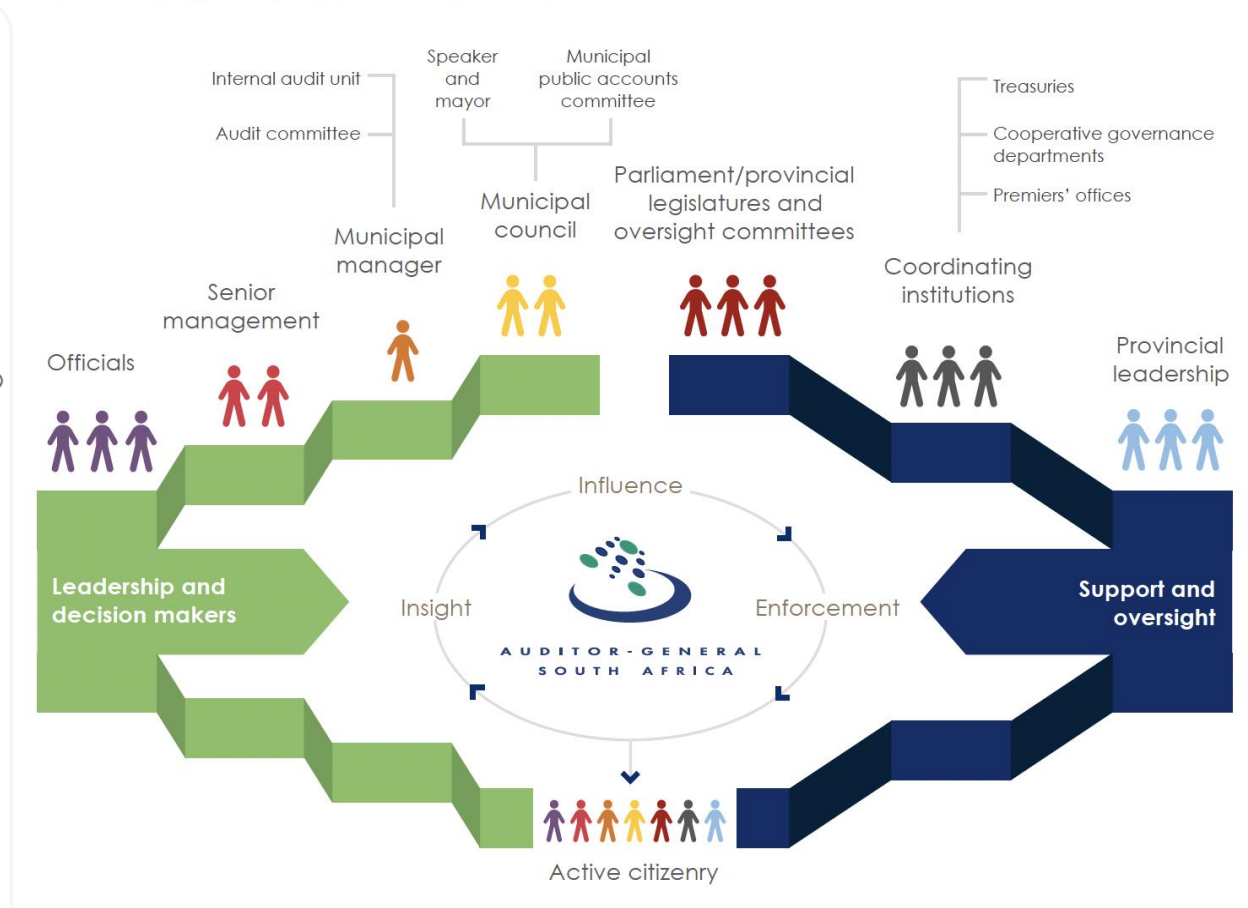 Internal audit unit
Audit committee
Speaker
and
mayor
Municipal
public accounts
committee
Treasuries
Cooperative governance
departments
Premiers' offices
Officials
Senior
management
Municipal
manager
Municipal
council
Parliament/provincial
legislatures and
oversight committees
Coordinating
institutions
Provincial
leadership
Leadership and
decision makers
Influence
Insight
Enforcement
AUDITOR-GENERAL
SOUTH AFRICA
Support and
oversight
Active citizenry